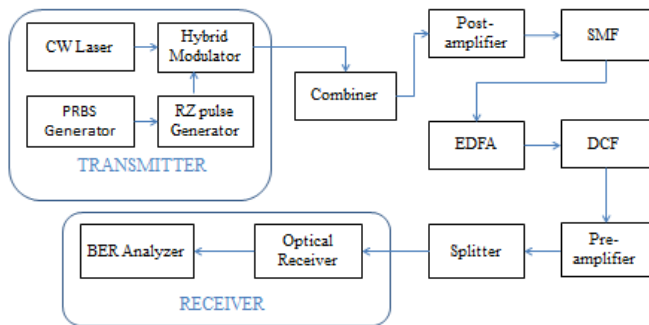 CW Laser
Hybrid
Modulator
PRBS
Generator
RZ pulse
Generator
TRANSMITTER
Combiner
Post-
amplifier
SMF
EDFA
DCF
BER Analyzer
Optical
Receiver
RECEIVER
Splitter
Pre-
amplifier